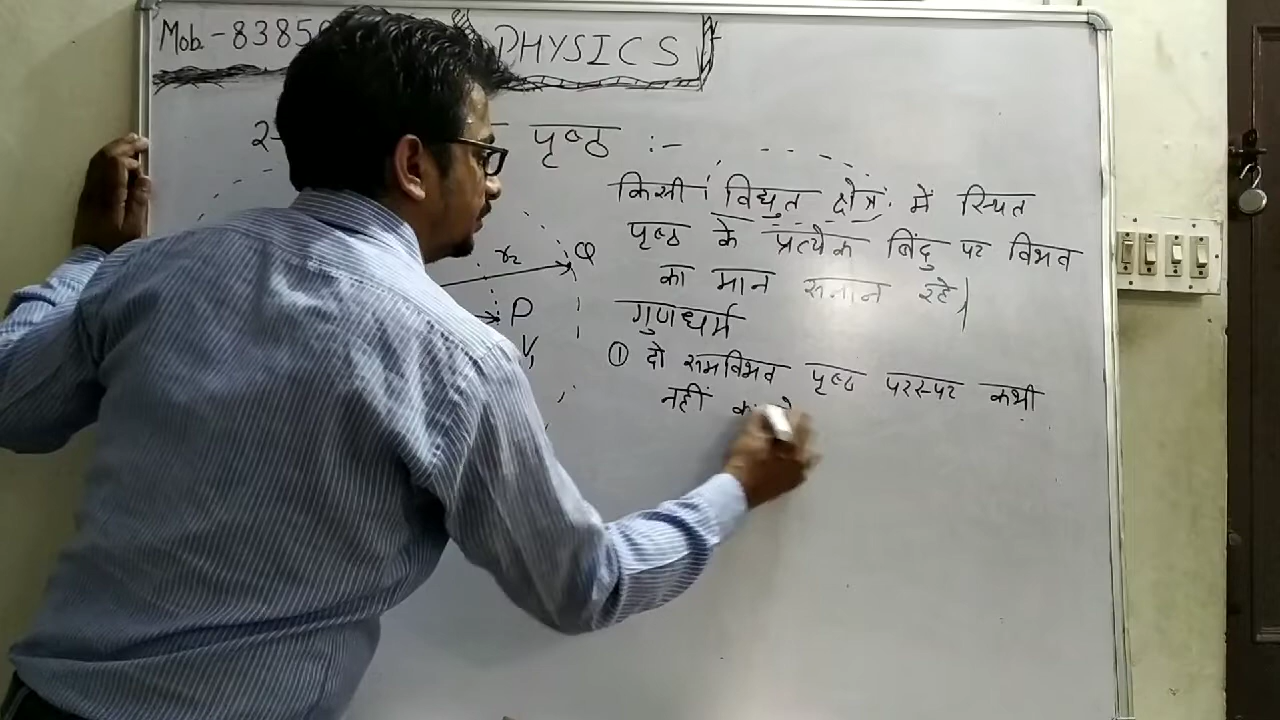 Mob.-8385
PHYSICS
पृष्ठ :-
किसी विद्युत क्षेत्र में स्थित
पृष्ठ के प्रत्येक बिंदु पर विभव
का मान समान रहे।
r₂ Q
P
V₁
गुणधर्म
① दो समविभव पृष्ठ परस्पर कभी
नहीं